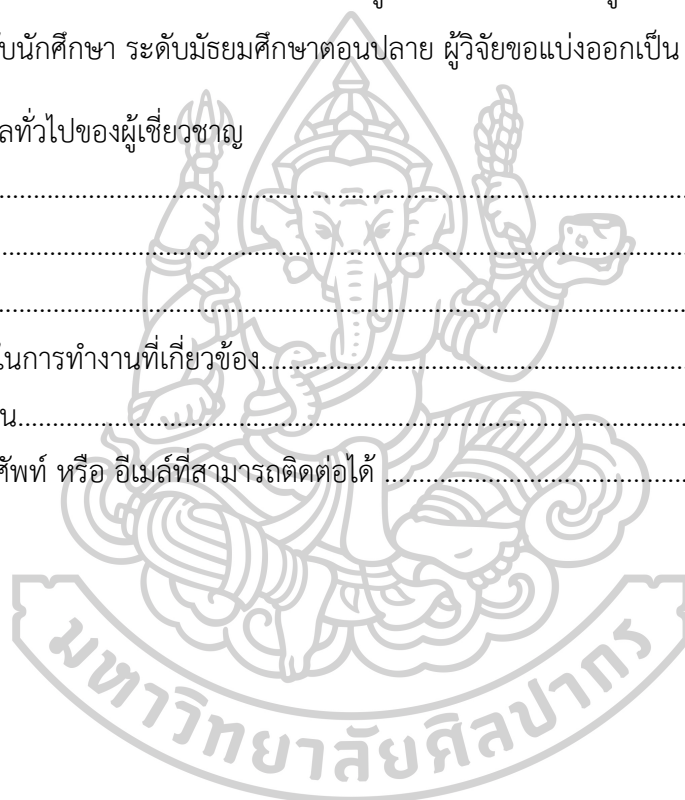 บนักศึกษา ระดับมัธยมศึกษาตอนปลาย ผู้วิจัยขอแบ่งออกเป็น
ลทั่วไปของผู้เชี่ยวชาญ
................................................................
................................................................
................................................................
ในการทำงานที่เกี่ยวข้อง................................................
น................................................................
ศัพท์ หรือ อีเมล์ที่สามารถติดต่อได้ ................................
มหาวิทยาลัยศิลปากร